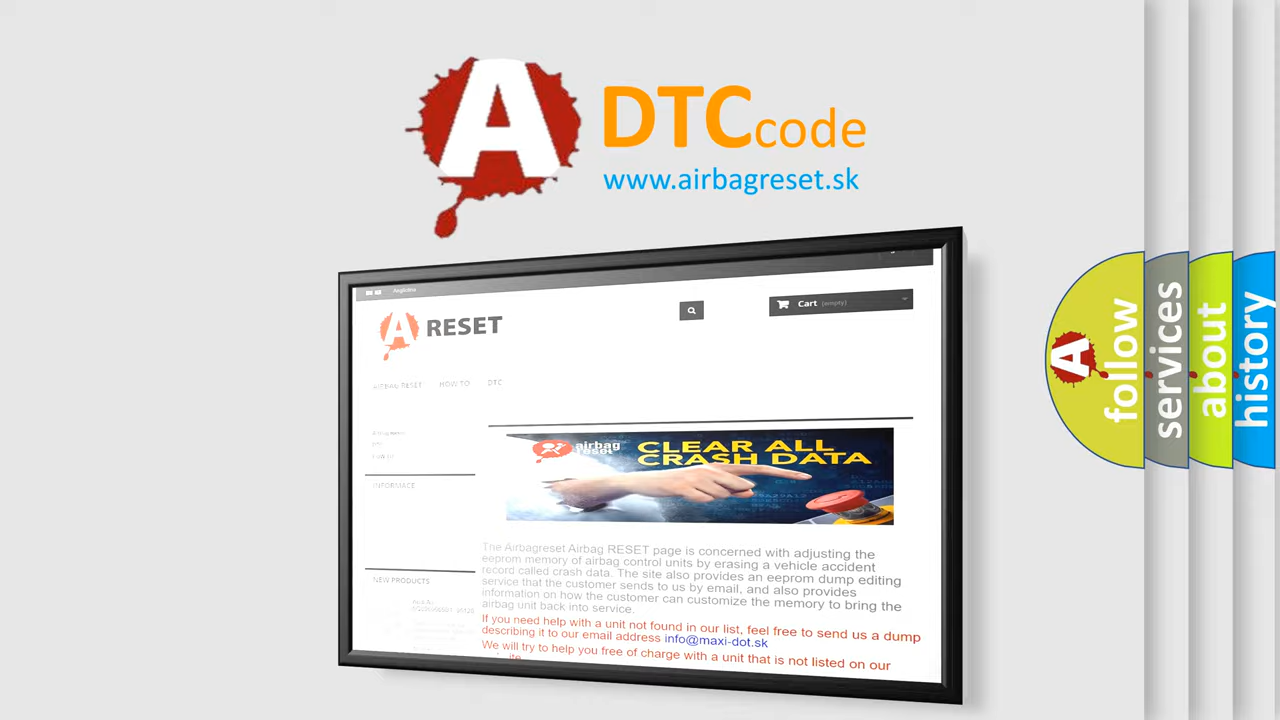 A
DTC code
www.airbagreset.sk
A RESET
Cart (empty)
AIRBAG RESET HOW TO DTC
INFORMACE
NEW PRODUCTS
airbag
reset
CLEAR ALL
CRASH DATA
The Airbagreset Airbag RESET page is concerned with adjusting the
eeprom memory of airbag control units by erasing a vehicle accident
record called crash data. The site also provides an eeprom dump editing
service that the customer sends to us by email, and also provides
information on how the customer can customize the memory to bring the
airbag unit back into service.
If you need help with a unit not found in our list, feel free to send us a dump
describing it to our email address info@maxi-dot.sk
We will try to help you free of charge with a unit that is not listed on our
A
follow
services
about
history